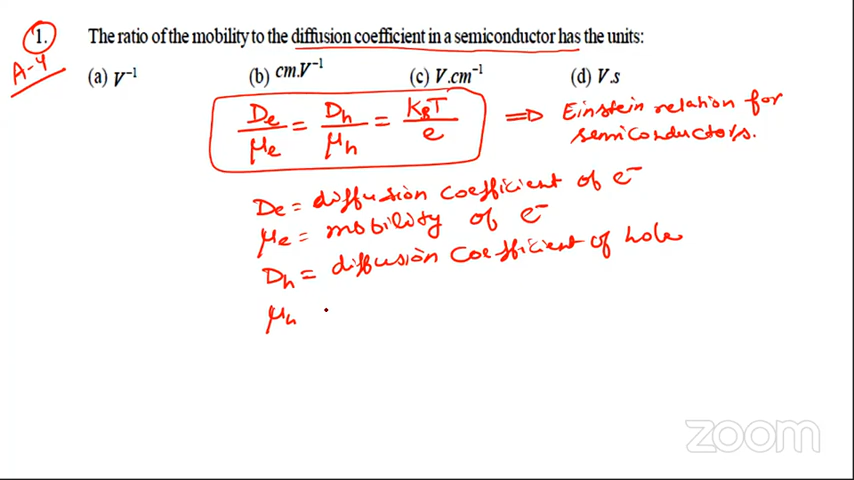 1. The ratio of the mobility to the diffusion coefficient in a semiconductor has the units:
A-4
(a) V⁻¹ (b) cm.V⁻¹ (c) V.cm⁻¹ (d) V.s
De/μe = Dh/μh = KBT/e ⇒ Einstein relation for
semiconductors.
De = diffusion coefficient of e⁻
μe = mobility of e⁻
Dh = diffusion coefficient of hole
μh
zoom